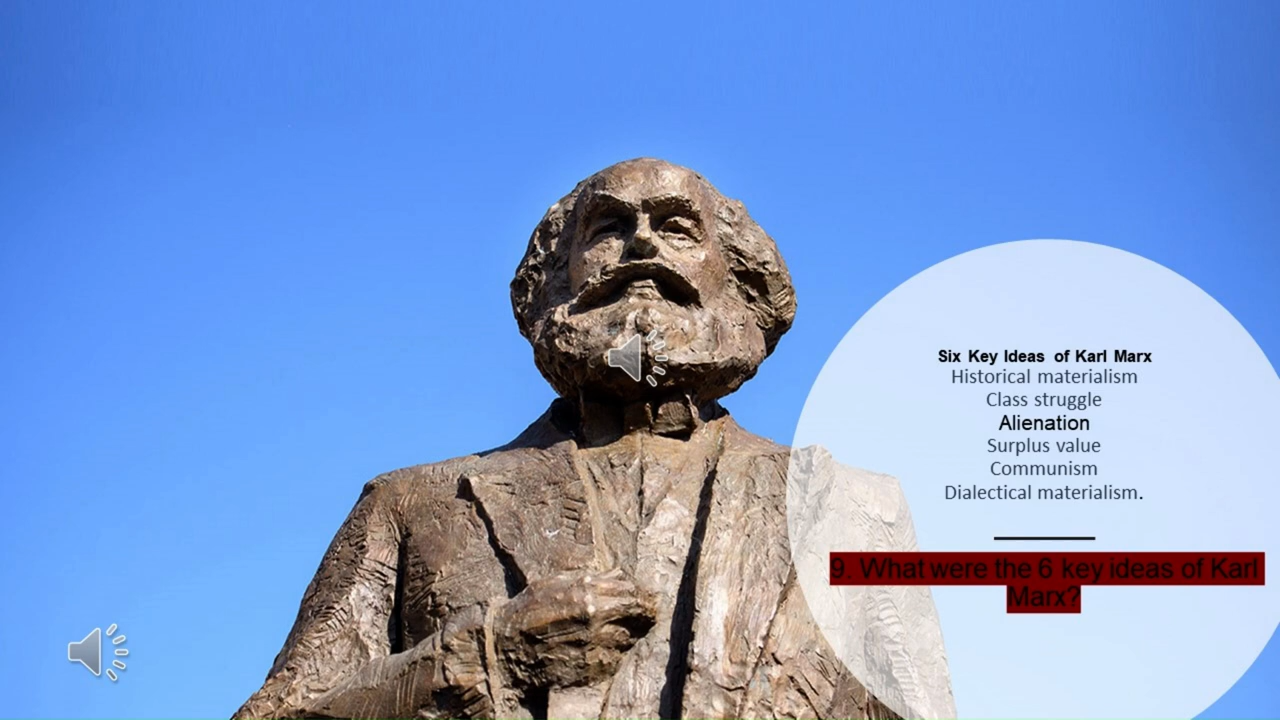 Six Key Ideas of Karl Marx
Historical materialism
Class struggle
Alienation
Surplus value
Communism
Dialectical materialism.
9. What were the 6 key ideas of Karl
Marx?